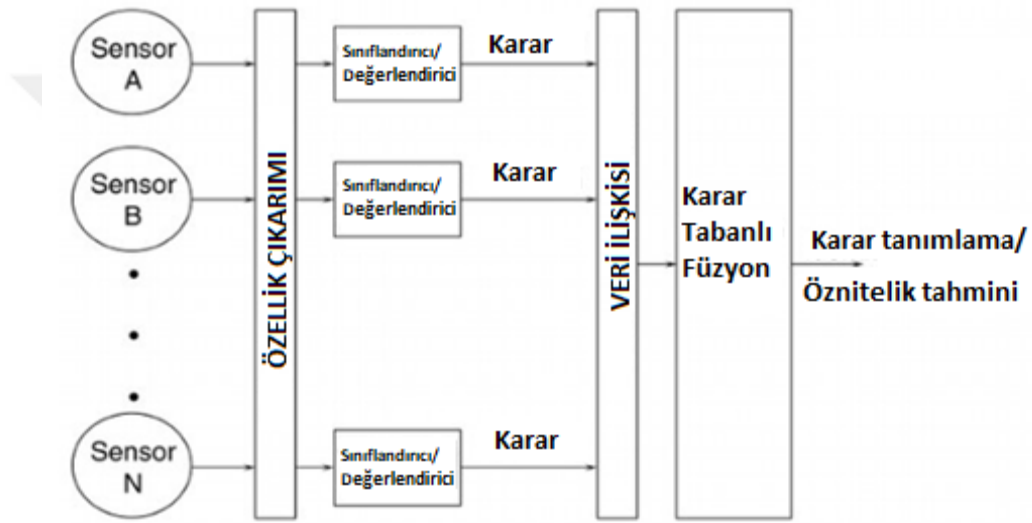 Sensor
A
Sınıflandırıcı/
Değerlendirici
Karar
Sensor
B
Sınıflandırıcı/
Değerlendirici
Karar
Sensor
N
Sınıflandırıcı/
Değerlendirici
Karar
ÖZELLİK ÇIKARIMI
VERİ İLİŞKİSİ
Karar
Tabanlı
Füzyon
Karar tanımlama/
Öznitelik tahmini